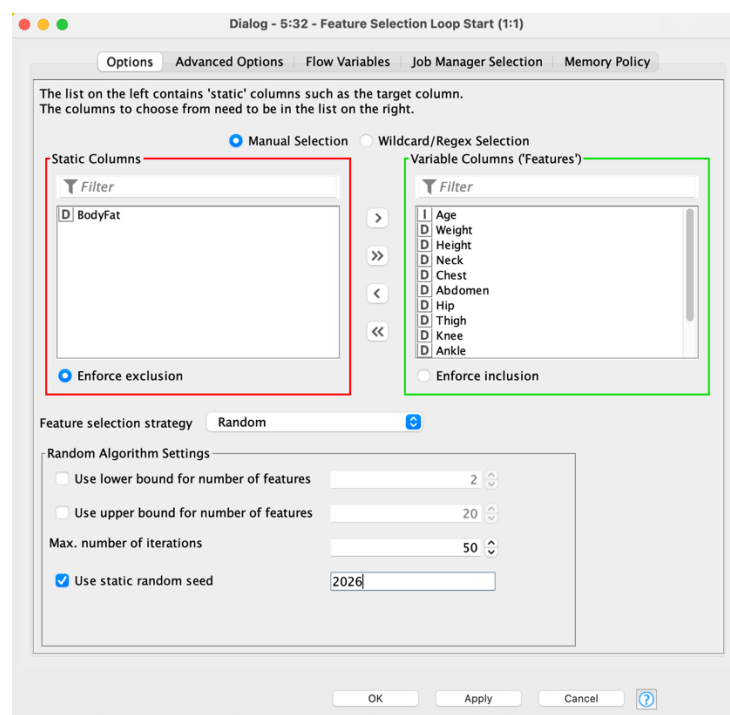 Dialog - 5:32 - Feature Selection Loop Start (1:1)
Options Advanced Options Flow Variables Job Manager Selection Memory Policy
The list on the left contains 'static' columns such as the target column.
The columns to choose from need to be in the list on the right.
Manual Selection Wildcard/Regex Selection
Static Columns
Filter
D BodyFat
Enforce exclusion
>
>>
<
<<
Variable Columns ('Features')
Filter
I Age
D Weight
D Height
D Neck
D Chest
D Abdomen
D Hip
D Thigh
D Knee
D Ankle
Enforce inclusion
Feature selection strategy Random
Random Algorithm Settings
Use lower bound for number of features 2
Use upper bound for number of features 20
Max. number of iterations 50
Use static random seed 2026
OK Apply Cancel ?